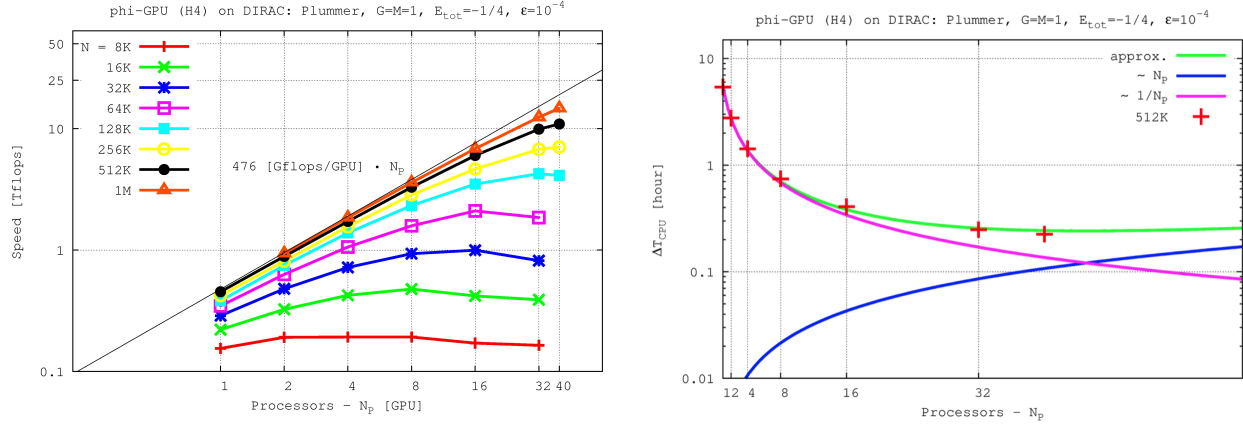 phi-GPU (H4) on DIRAC: Plummer, G=M=1, E_tot=-1/4, ε=10^-4
Speed [Tflops]
50
25
10
1
0.1
N = 8K
16K
32K
64K
128K
256K
512K
1M
476 [Gflops/GPU] • N_P
1 2 4 8 16 32 40
Processors - N_P [GPU]
phi-GPU (H4) on DIRAC: Plummer, G=M=1, E_tot=-1/4, ε=10^-4
ΔT_CPU [hour]
10
1
0.1
0.01
approx.
~ N_P
~ 1/N_P
512K
1 2 4 8 16 32
Processors - N_P